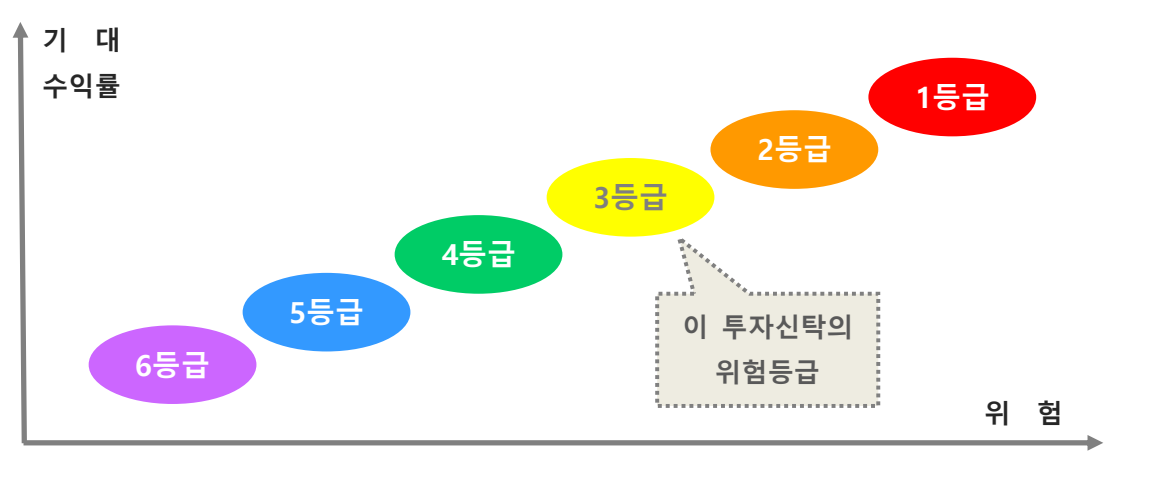 기 대
수익률
1등급
2등급
3등급
4등급
5등급
6등급
이 투자신탁의
위험등급
위 험